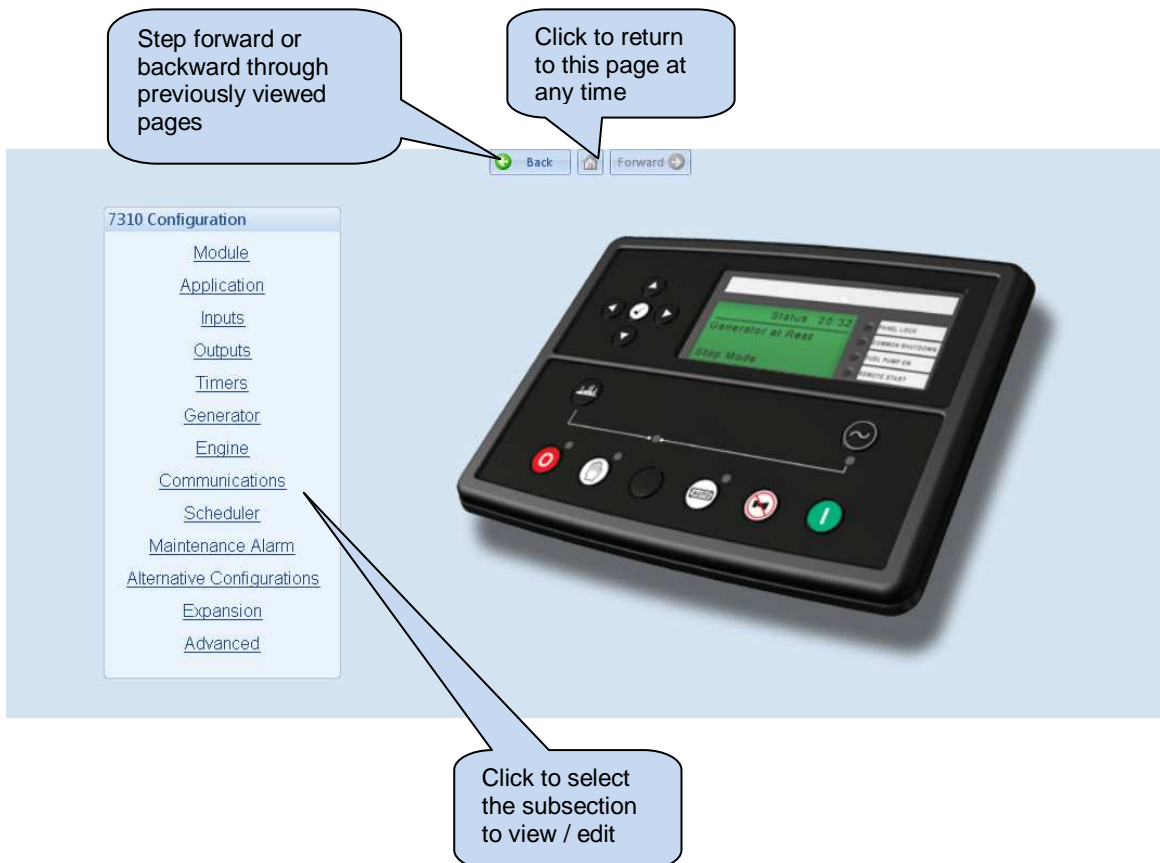 Step forward or
backward through
previously viewed
pages
Click to return
to this page at
any time
Back
Forward
7310 Configuration
Module
Application
Inputs
Outputs
Timers
Generator
Engine
Communications
Scheduler
Maintenance Alarm
Alternative Configurations
Expansion
Advanced
Status 20:32
Generator at Rest
Stop Mode
PANEL LOCK
COMMON SHUTDOWN
FUEL PUMP ON
REMOTE START
AUTO
Click to select
the subsection
to view / edit